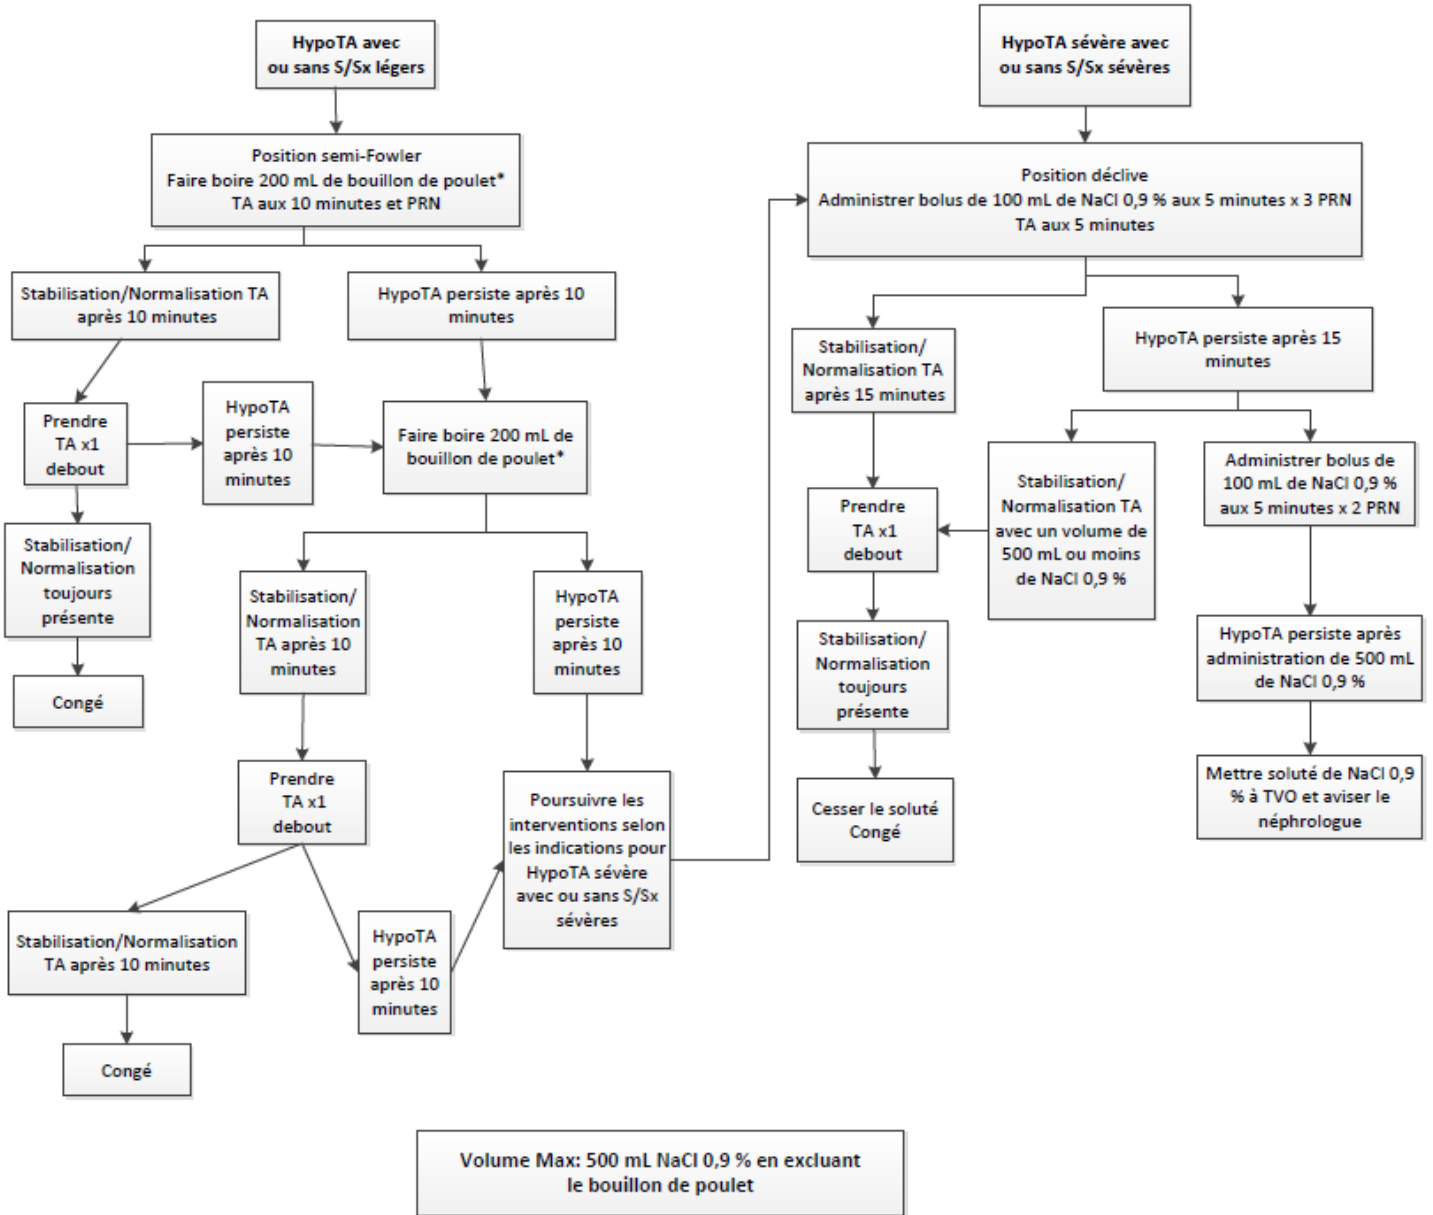 HypoTA avec
ou sans S/Sx légers
Position semi-Fowler
Faire boire 200 mL de bouillon de poulet*
TA aux 10 minutes et PRN
Stabilisation/Normalisation TA
après 10 minutes
HypoTA persiste après 10
minutes
Prendre
TA x1
debout
HypoTA
persiste
après 10
minutes
Faire boire 200 mL de
bouillon de poulet*
Stabilisation/
Normalisation
toujours
présente
Congé
Stabilisation/
Normalisation
TA après 10
minutes
HypoTA
persiste
après 10
minutes
Prendre
TA x1
debout
Poursuivre les
interventions selon
les indications pour
HypoTA sévère
avec ou sans S/Sx
sévères
Stabilisation/Normalisation
TA après 10 minutes
HypoTA
persiste
après 10
minutes
Congé
HypoTA sévère avec
ou sans S/Sx sévères
Position déclive
Administrer bolus de 100 mL de NaCl 0,9 % aux 5 minutes x 3 PRN
TA aux 5 minutes
Stabilisation/
Normalisation TA
après 15 minutes
HypoTA persiste après 15
minutes
Prendre
TA x1
debout
Stabilisation/
Normalisation TA
avec un volume de
500 mL ou moins
de NaCl 0,9 %
Administrer bolus de
100 mL de NaCl 0,9 %
aux 5 minutes x 2 PRN
Stabilisation/
Normalisation
toujours
présente
HypoTA persiste après
administration de 500 mL
de NaCl 0,9 %
Cesser le soluté
Congé
Mettre soluté de NaCl 0,9
% à TVO et aviser le
néphrologue
Volume Max: 500 mL NaCl 0,9 % en excluant
le bouillon de poulet